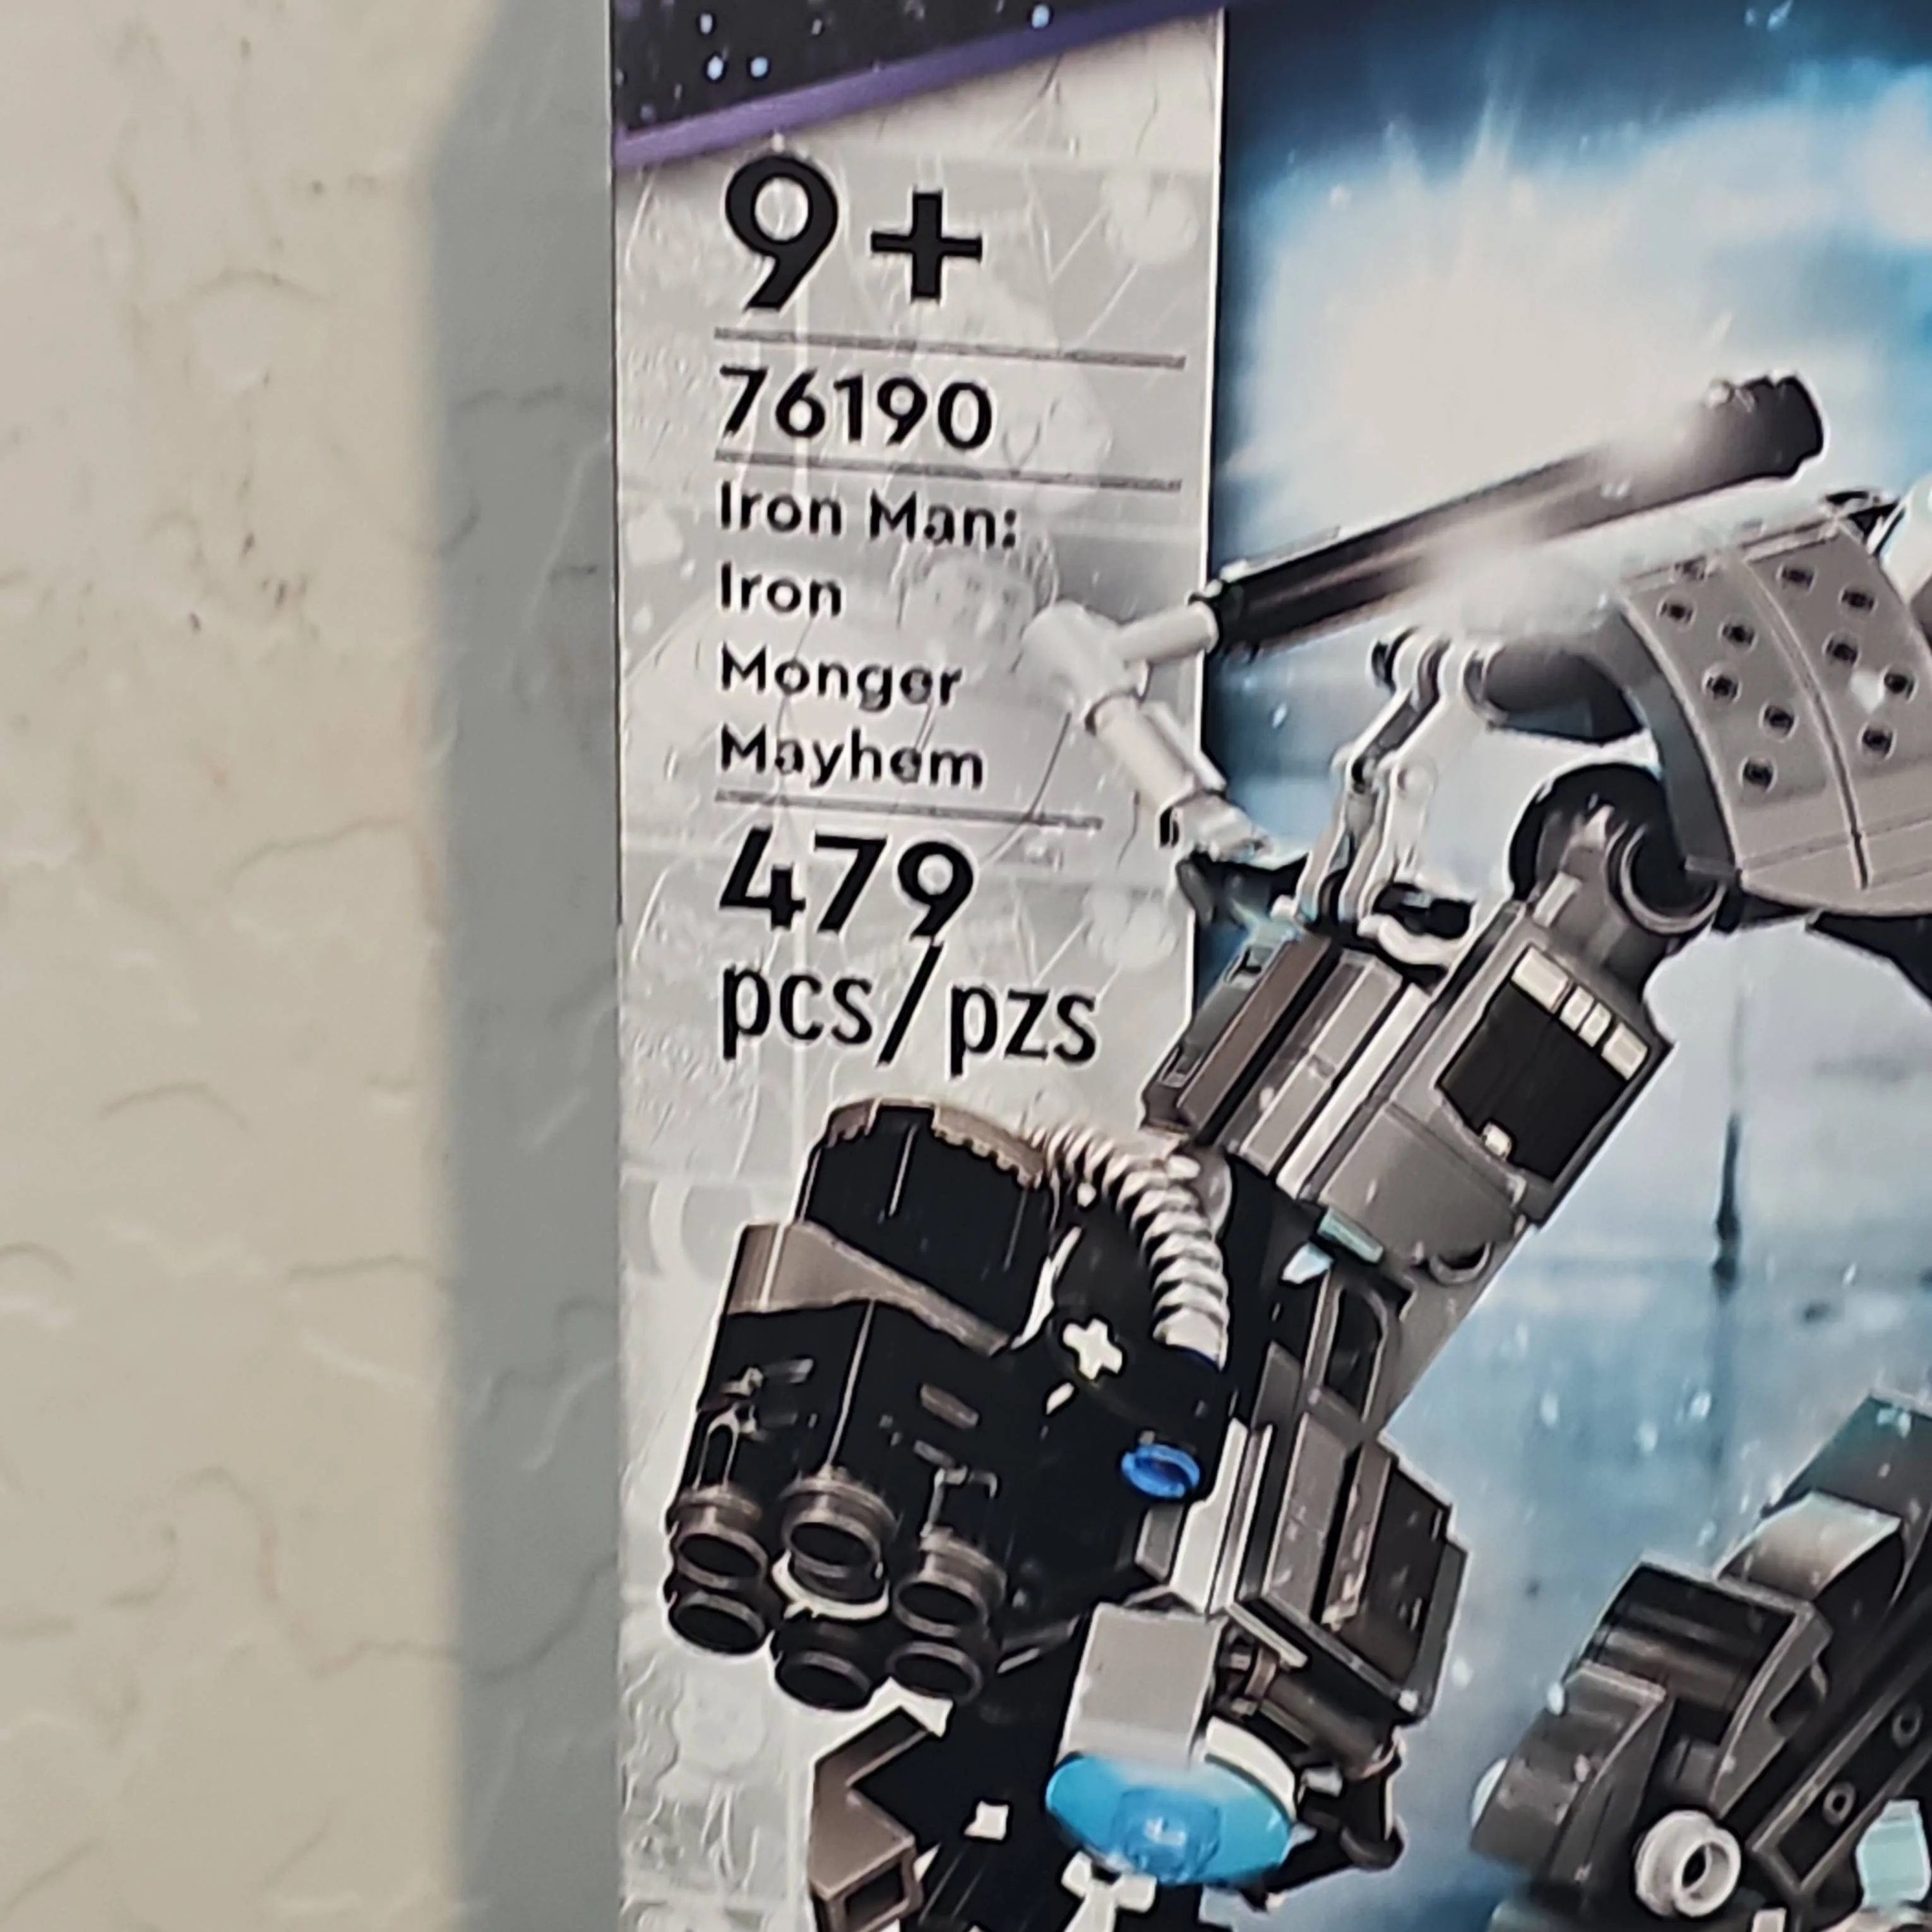 9+
76190
Iron Man:
Iron
Monger
Mayhem
479
pcs/pzs